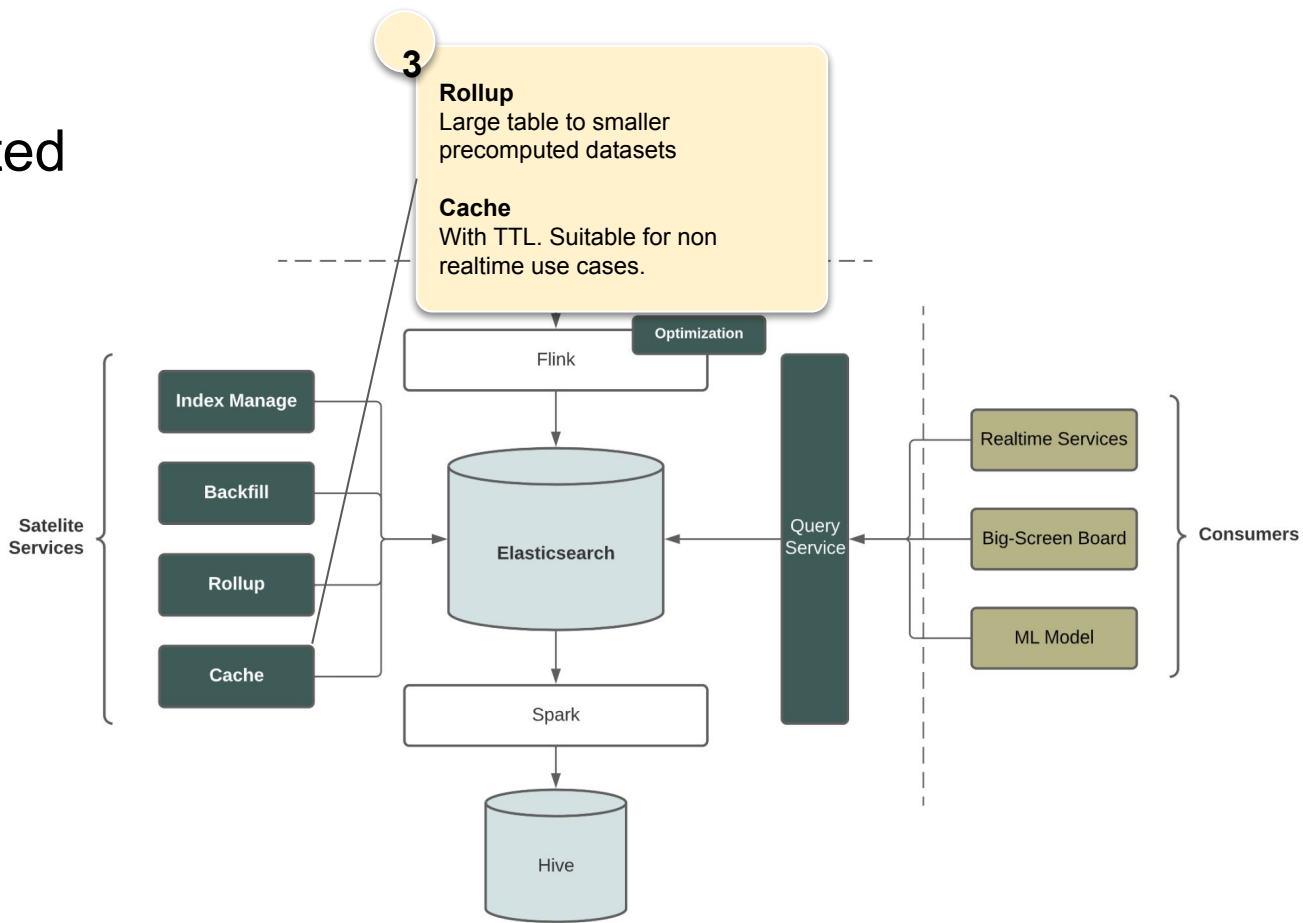 3
Rollup
Large table to smaller
precomputed datasets
Cache
With TTL. Suitable for non
realtime use cases.
Optimization
Flink
Index Manage
Backfill
Rollup
Cache
Satelite
Services
Elasticsearch
Query
Service
Realtime Services
Big-Screen Board
ML Model
Consumers
Spark
Hive